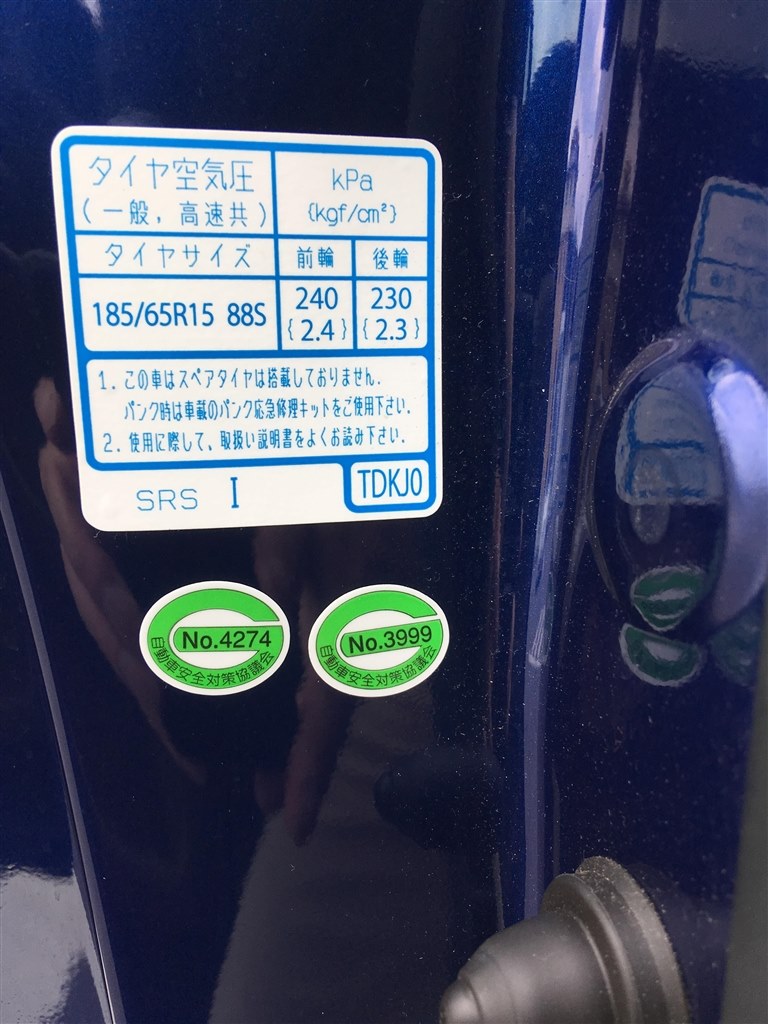 タイヤ空気圧
(一般，高速共)
kPa
{kgf/cm²}
タイヤサイズ
前輪
後輪
185/65R15 88S
240
{2.4}
230
{2.3}
1. この車はスペアタイヤは搭載しておりません．
パンク時は車載のパンク応急修理キットをご使用下さい．
2. 使用に際して、取扱い説明書をよくお読み下さい．
SRS I
TDKJ0
No.4274
自動車安全対策協議会
No.3999
自動車安全対策協議会